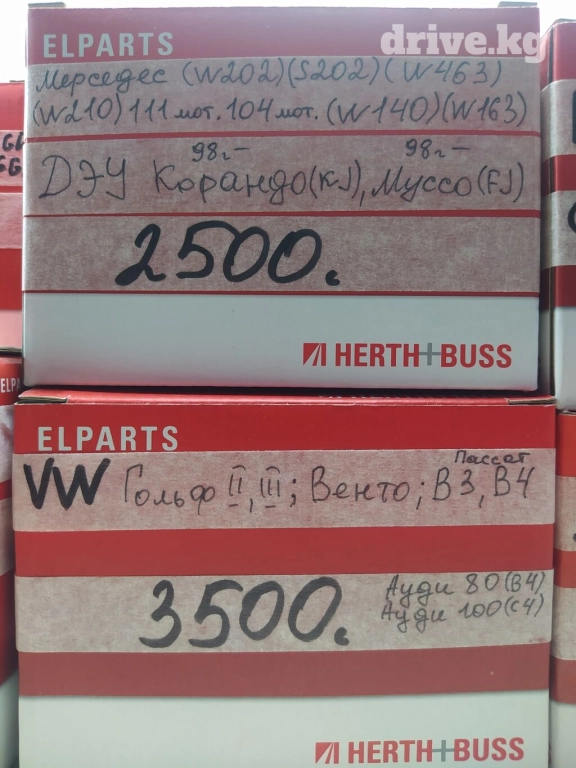 drive.kg
ELPARTS
Мерседес (W202)(S202)(W463)
(W210) 111 мот. 104 мот. (W140)(W163)
98г- 98г-
ДЭУ Корандо(KJ), Муссо(FJ)
2500.
HERTH+BUSS
ELPARTS
Пассат
VW Гольф II, III; Венто; B3, B4
3500.
Ауди 80(B4)
Ауди 100(C4)
HERTH+BUSS